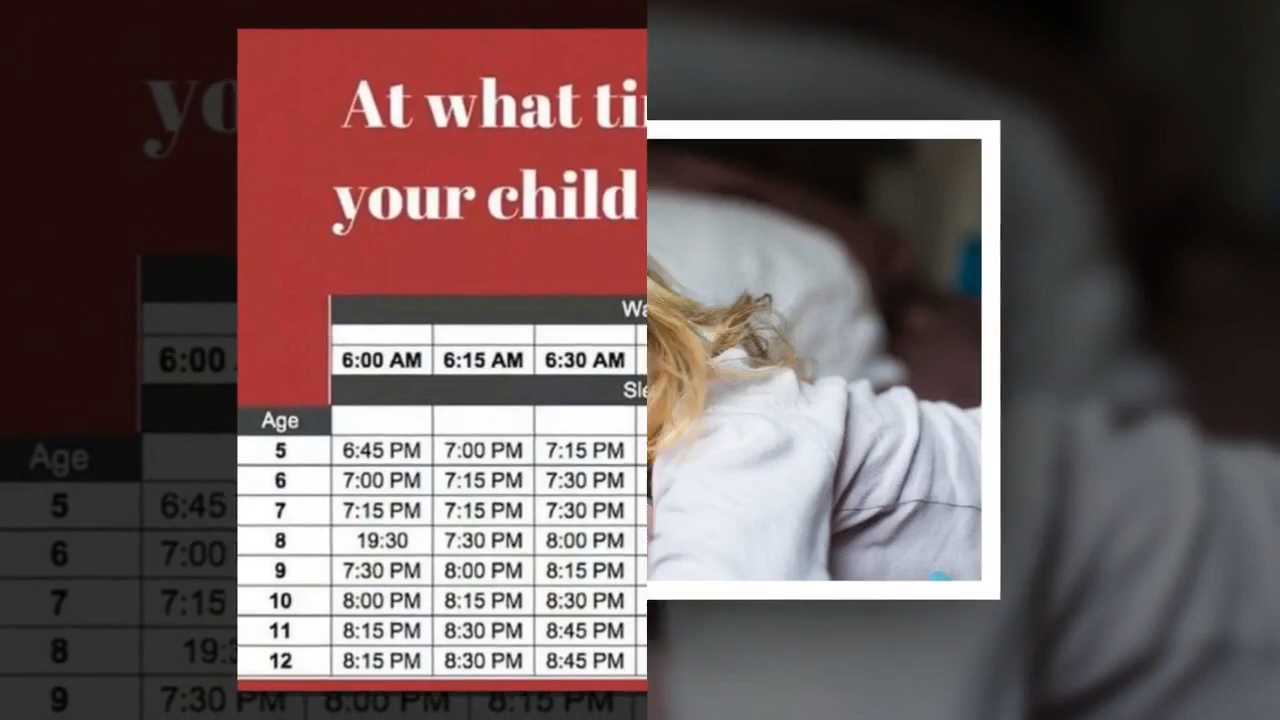 At what
your child
6:00 AM 6:15 AM 6:30 AM
Age
5 6:45 PM 7:00 PM 7:15 PM
6 7:00 PM 7:15 PM 7:30 PM
7 7:15 PM 7:15 PM 7:30 PM
8 19:30 7:30 PM 8:00 PM
9 7:30 PM 8:00 PM 8:15 PM
10 8:00 PM 8:15 PM 8:30 PM
11 8:15 PM 8:30 PM 8:45 PM
12 8:15 PM 8:30 PM 8:45 PM